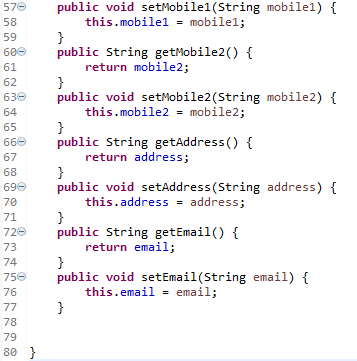 57 public void setMobile1(String mobile1) {
58 this.mobile1 = mobile1;
59 }
60 public String getMobile2() {
61 return mobile2;
62 }
63 public void setMobile2(String mobile2) {
64 this.mobile2 = mobile2;
65 }
66 public String getAddress() {
67 return address;
68 }
69 public void setAddress(String address) {
70 this.address = address;
71 }
72 public String getEmail() {
73 return email;
74 }
75 public void setEmail(String email) {
76 this.email = email;
77 }
78
79
80 }